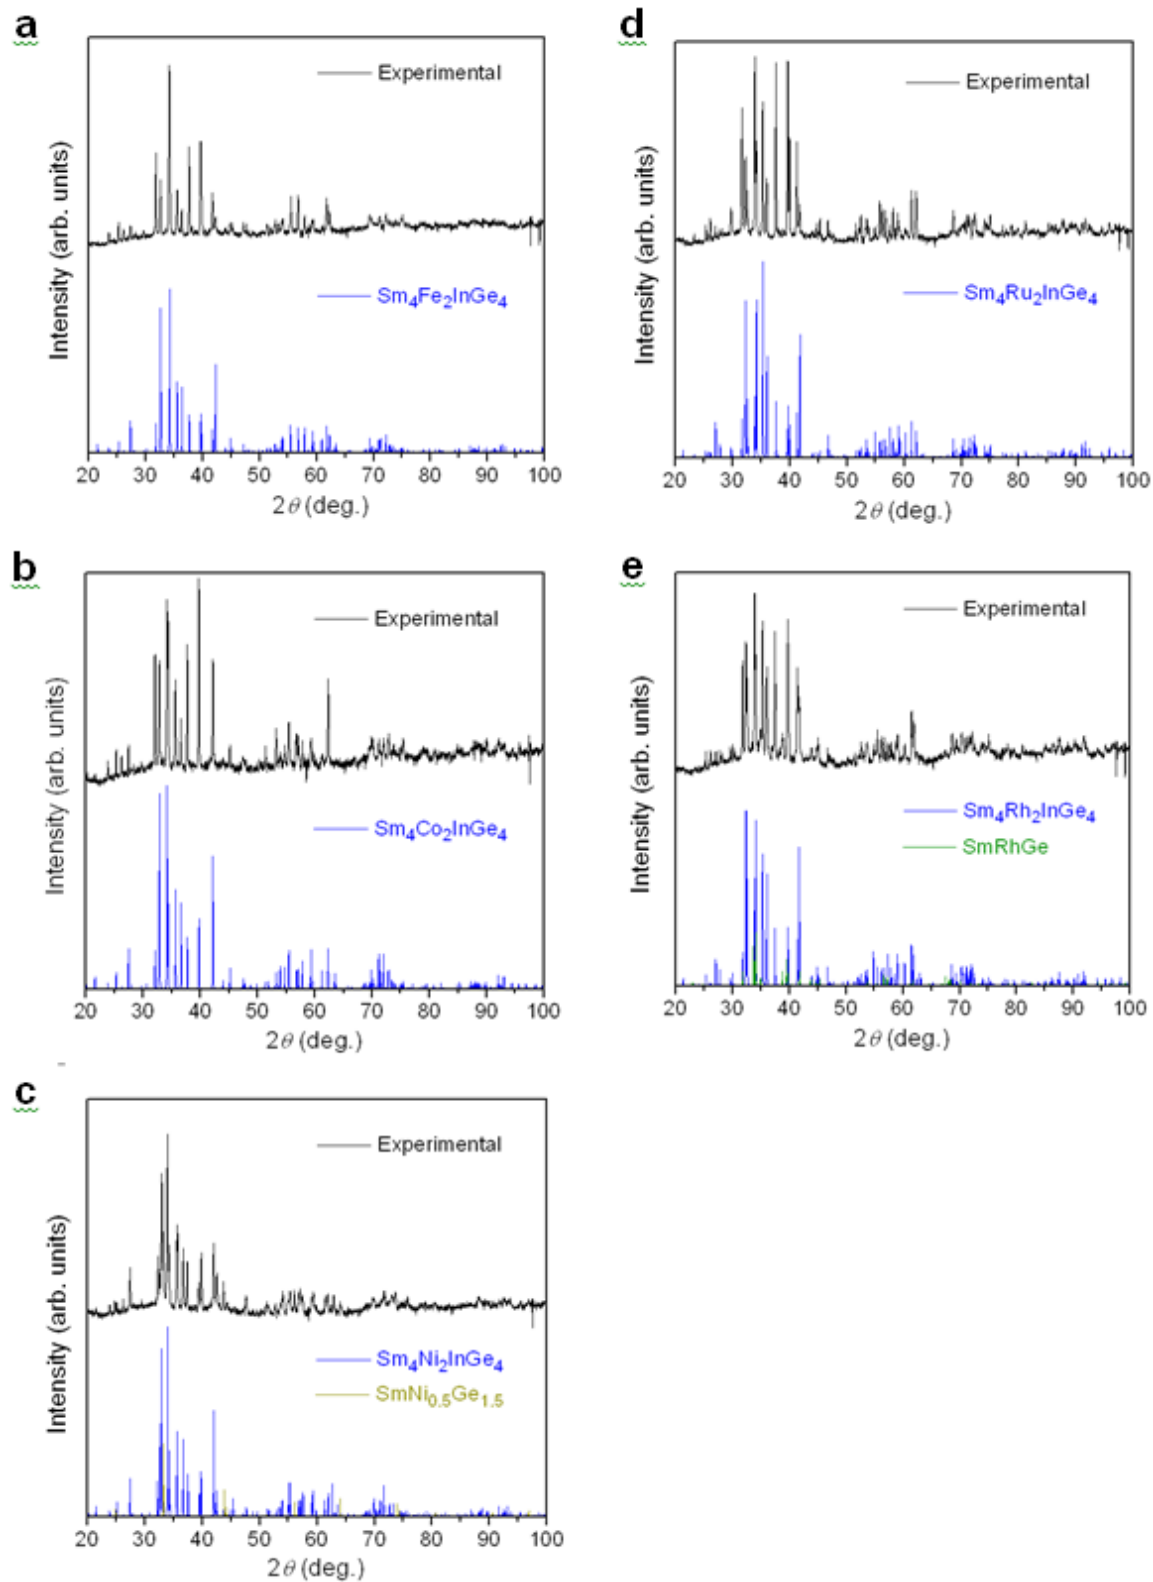 a
Intensity (arb. units)
Experimental
Sm4Fe2InGe4
20 30 40 50 60 70 80 90 100
2θ (deg.)
d
Intensity (arb. units)
Experimental
Sm4Ru2InGe4
20 30 40 50 60 70 80 90 100
2θ (deg.)
b
Intensity (arb. units)
Experimental
Sm4Co2InGe4
20 30 40 50 60 70 80 90 100
2θ (deg.)
e
Intensity (arb. units)
Experimental
Sm4Rh2InGe4
SmRhGe
20 30 40 50 60 70 80 90 100
2θ (deg.)
c
Intensity (arb. units)
Experimental
Sm4Ni2InGe4
SmNi0.5Ge1.5
20 30 40 50 60 70 80 90 100
2θ (deg.)